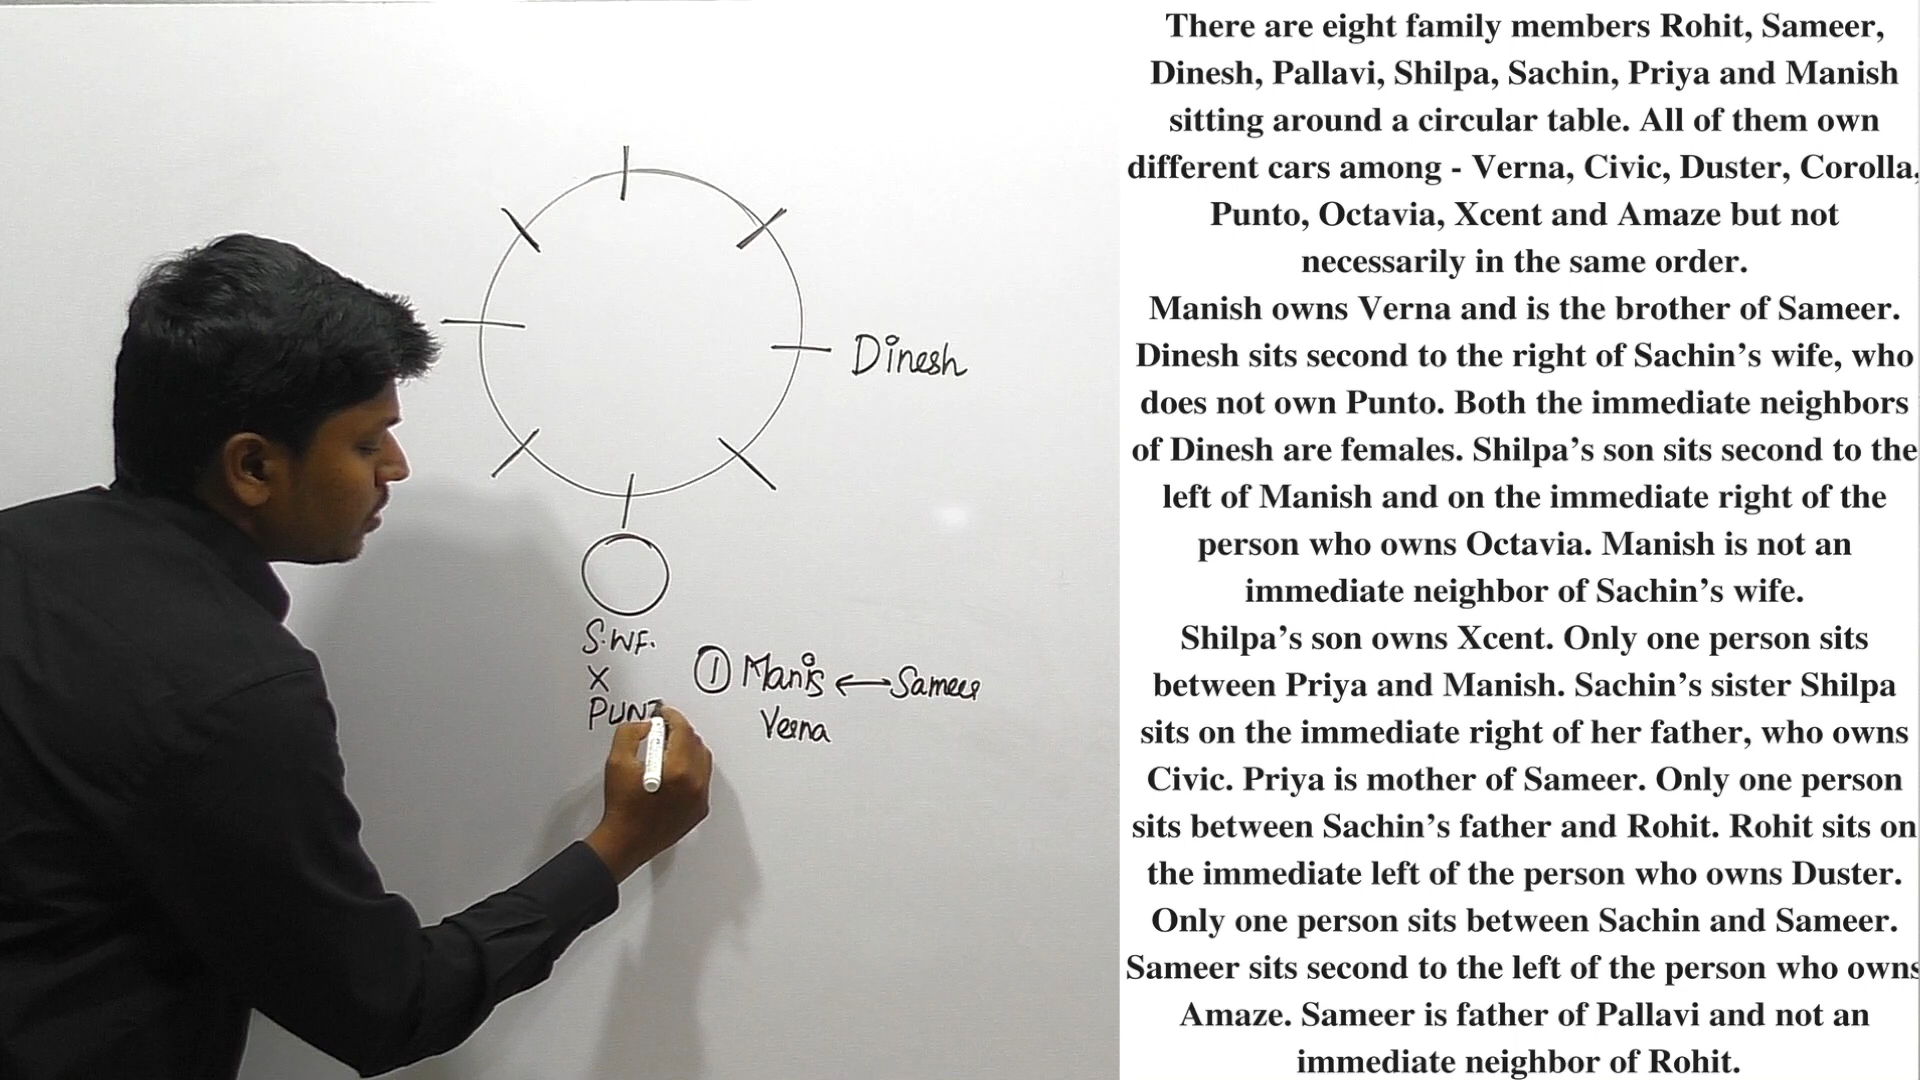 Dinesh
S.WF.
X
PUNT
① Manis ←→ Sameer
Verna
There are eight family members Rohit, Sameer,
Dinesh, Pallavi, Shilpa, Sachin, Priya and Manish
sitting around a circular table. All of them own
different cars among - Verna, Civic, Duster, Corolla,
Punto, Octavia, Xcent and Amaze but not
necessarily in the same order.
Manish owns Verna and is the brother of Sameer.
Dinesh sits second to the right of Sachin’s wife, who
does not own Punto. Both the immediate neighbors
of Dinesh are females. Shilpa’s son sits second to the
left of Manish and on the immediate right of the
person who owns Octavia. Manish is not an
immediate neighbor of Sachin’s wife.
Shilpa’s son owns Xcent. Only one person sits
between Priya and Manish. Sachin’s sister Shilpa
sits on the immediate right of her father, who owns
Civic. Priya is mother of Sameer. Only one person
sits between Sachin’s father and Rohit. Rohit sits on
the immediate left of the person who owns Duster.
Only one person sits between Sachin and Sameer.
Sameer sits second to the left of the person who owns
Amaze. Sameer is father of Pallavi and not an
immediate neighbor of Rohit.